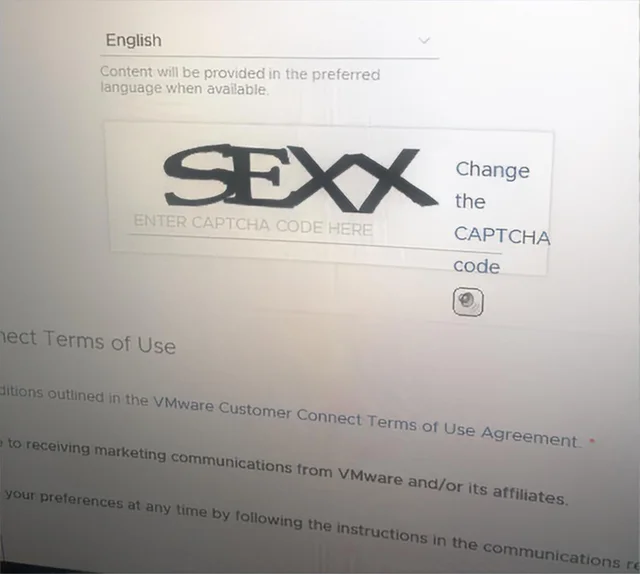 English
Content will be provided in the preferred
language when available.
SEXX
Change
the
CAPTCHA
code
ENTER CAPTCHA CODE HERE
nect Terms of Use
ditions outlined in the VMware Customer Connect Terms of Use Agreement. *
to receiving marketing communications from VMware and/or its affiliates.
your preferences at any time by following the instructions in the communications re